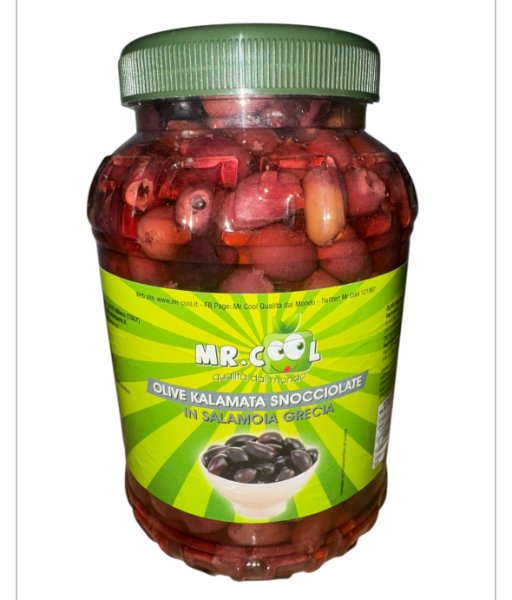 Web site: www.mr-cool.it - FB Page: Mr Cool Qualità dal Mondo - Twitter: Mr Cool 121067
MR.COOL
qualità dal mondo
OLIVE KALAMATA SNOCCIOLATE
IN SALAMOIA GRECIA